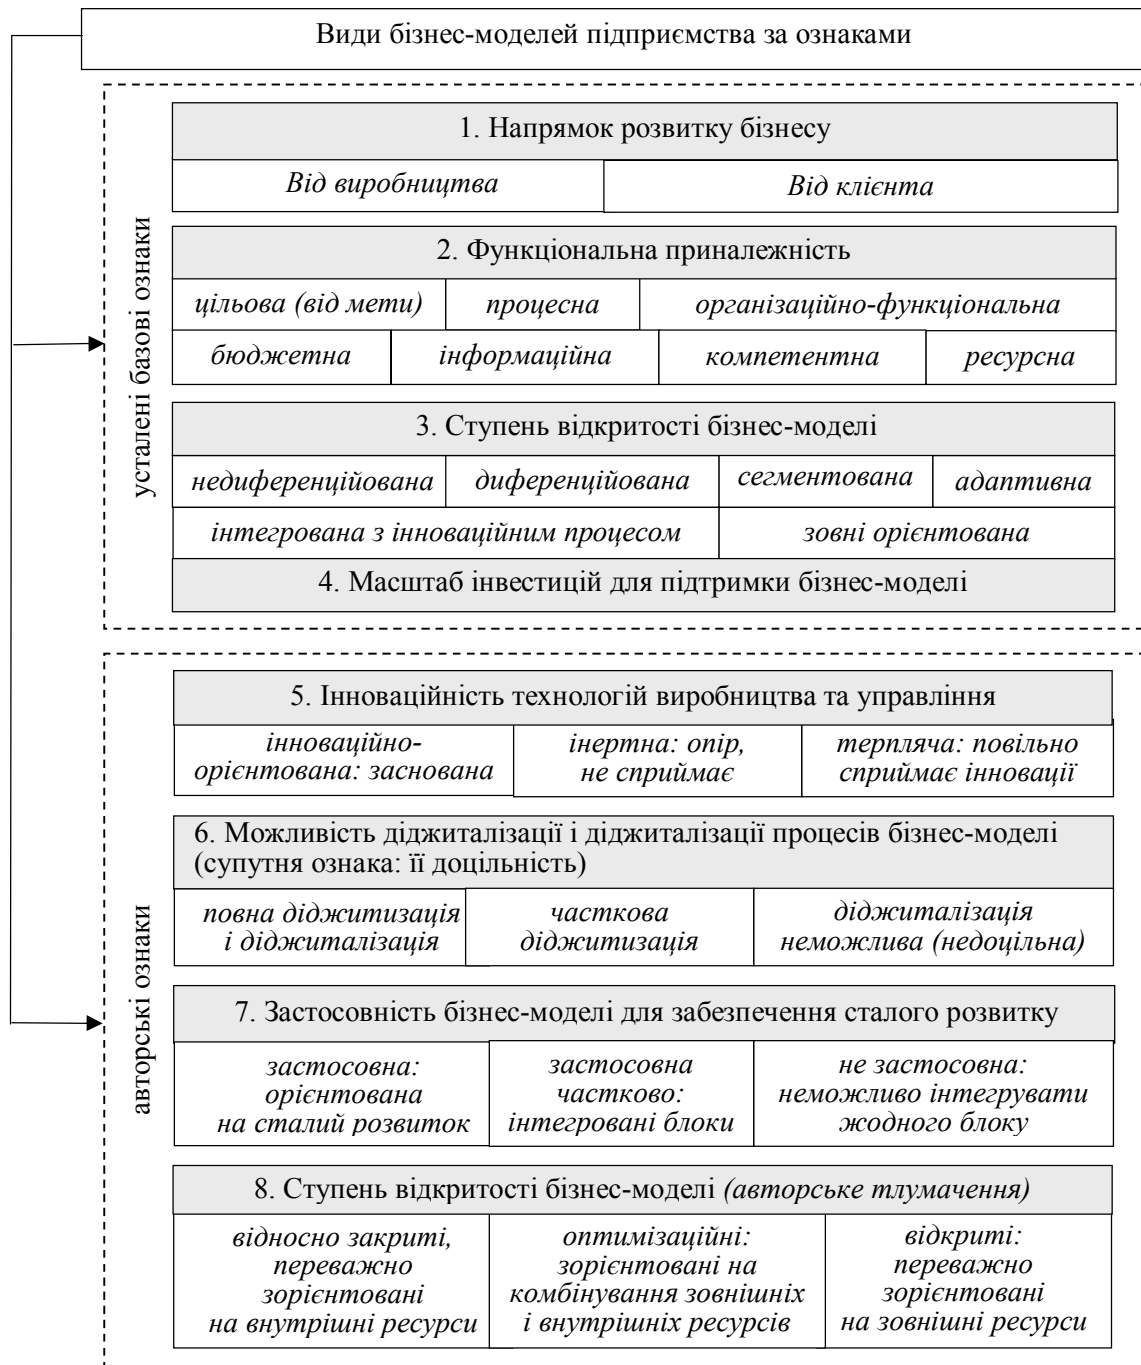 Види бізнес-моделей підприємства за ознаками
усталені базові ознаки
1. Напрямок розвитку бізнесу
Від виробництва
Від клієнта
2. Функціональна приналежність
цільова (від мети)
процесна
організаційно-функціональна
бюджетна
інформаційна
компетентна
ресурсна
3. Ступень відкритості бізнес-моделі
недиференційована
диференційована
сегментована
адаптивна
інтегрована з інноваційним процесом
зовні орієнтована
4. Масштаб інвестицій для підтримки бізнес-моделі
авторські ознаки
5. Інноваційність технологій виробництва та управління
інноваційно-
орієнтована: заснована
інертна: опір,
не сприймає
терпляча: повільно
сприймає інновації
6. Можливість діджиталізації і діджиталізації процесів бізнес-моделі
(супутня ознака: її доцільність)
повна діджитизація
і діджиталізація
часткова
діджитизація
діджиталізація
неможлива (недоцільна)
7. Застосовність бізнес-моделі для забезпечення сталого розвитку
застосовна:
орієнтована
на сталий розвиток
застосовна
частково:
інтегровані блоки
не застосовна:
неможливо інтегрувати
жодного блоку
8. Ступень відкритості бізнес-моделі (авторське тлумачення)
відносно закриті,
переважно
зорієнтовані
на внутрішні ресурси
оптимізаційні:
зорієнтовані на
комбінування зовнішніх
і внутрішніх ресурсів
відкриті:
переважно
зорієнтовані
на зовнішні ресурси